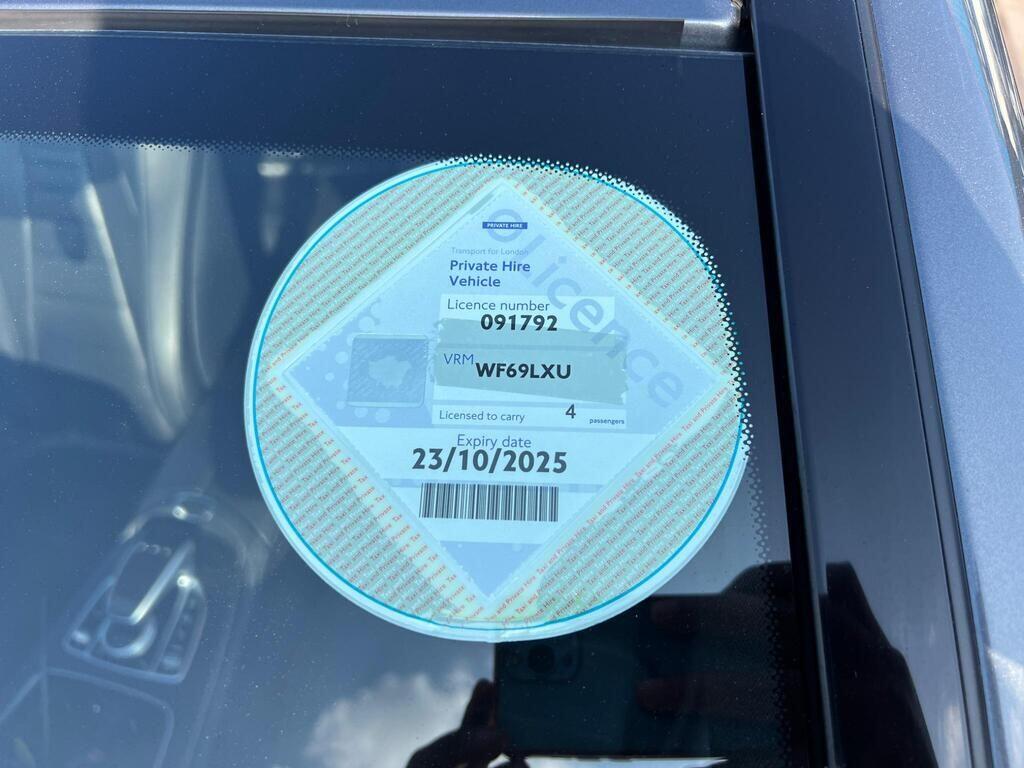 PRIVATE HIRE
Transport for London
Private Hire
Vehicle
Licence number
091792
VRM WF69LXU
Licensed to carry 4 passengers
Expiry date
23/10/2025
Licence